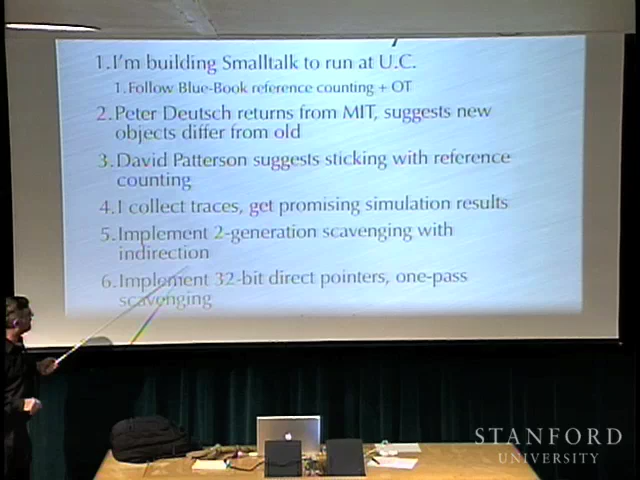 1. I'm building Smalltalk to run at U.C.
1. Follow Blue-Book reference counting + OT
2. Peter Deutsch returns from MIT, suggests new
objects differ from old
3. David Patterson suggests sticking with reference
counting
4. I collect traces, get promising simulation results
5. Implement 2-generation scavenging with
indirection
6. Implement 32-bit direct pointers, one-pass
scavenging
STANFORD
UNIVERSITY